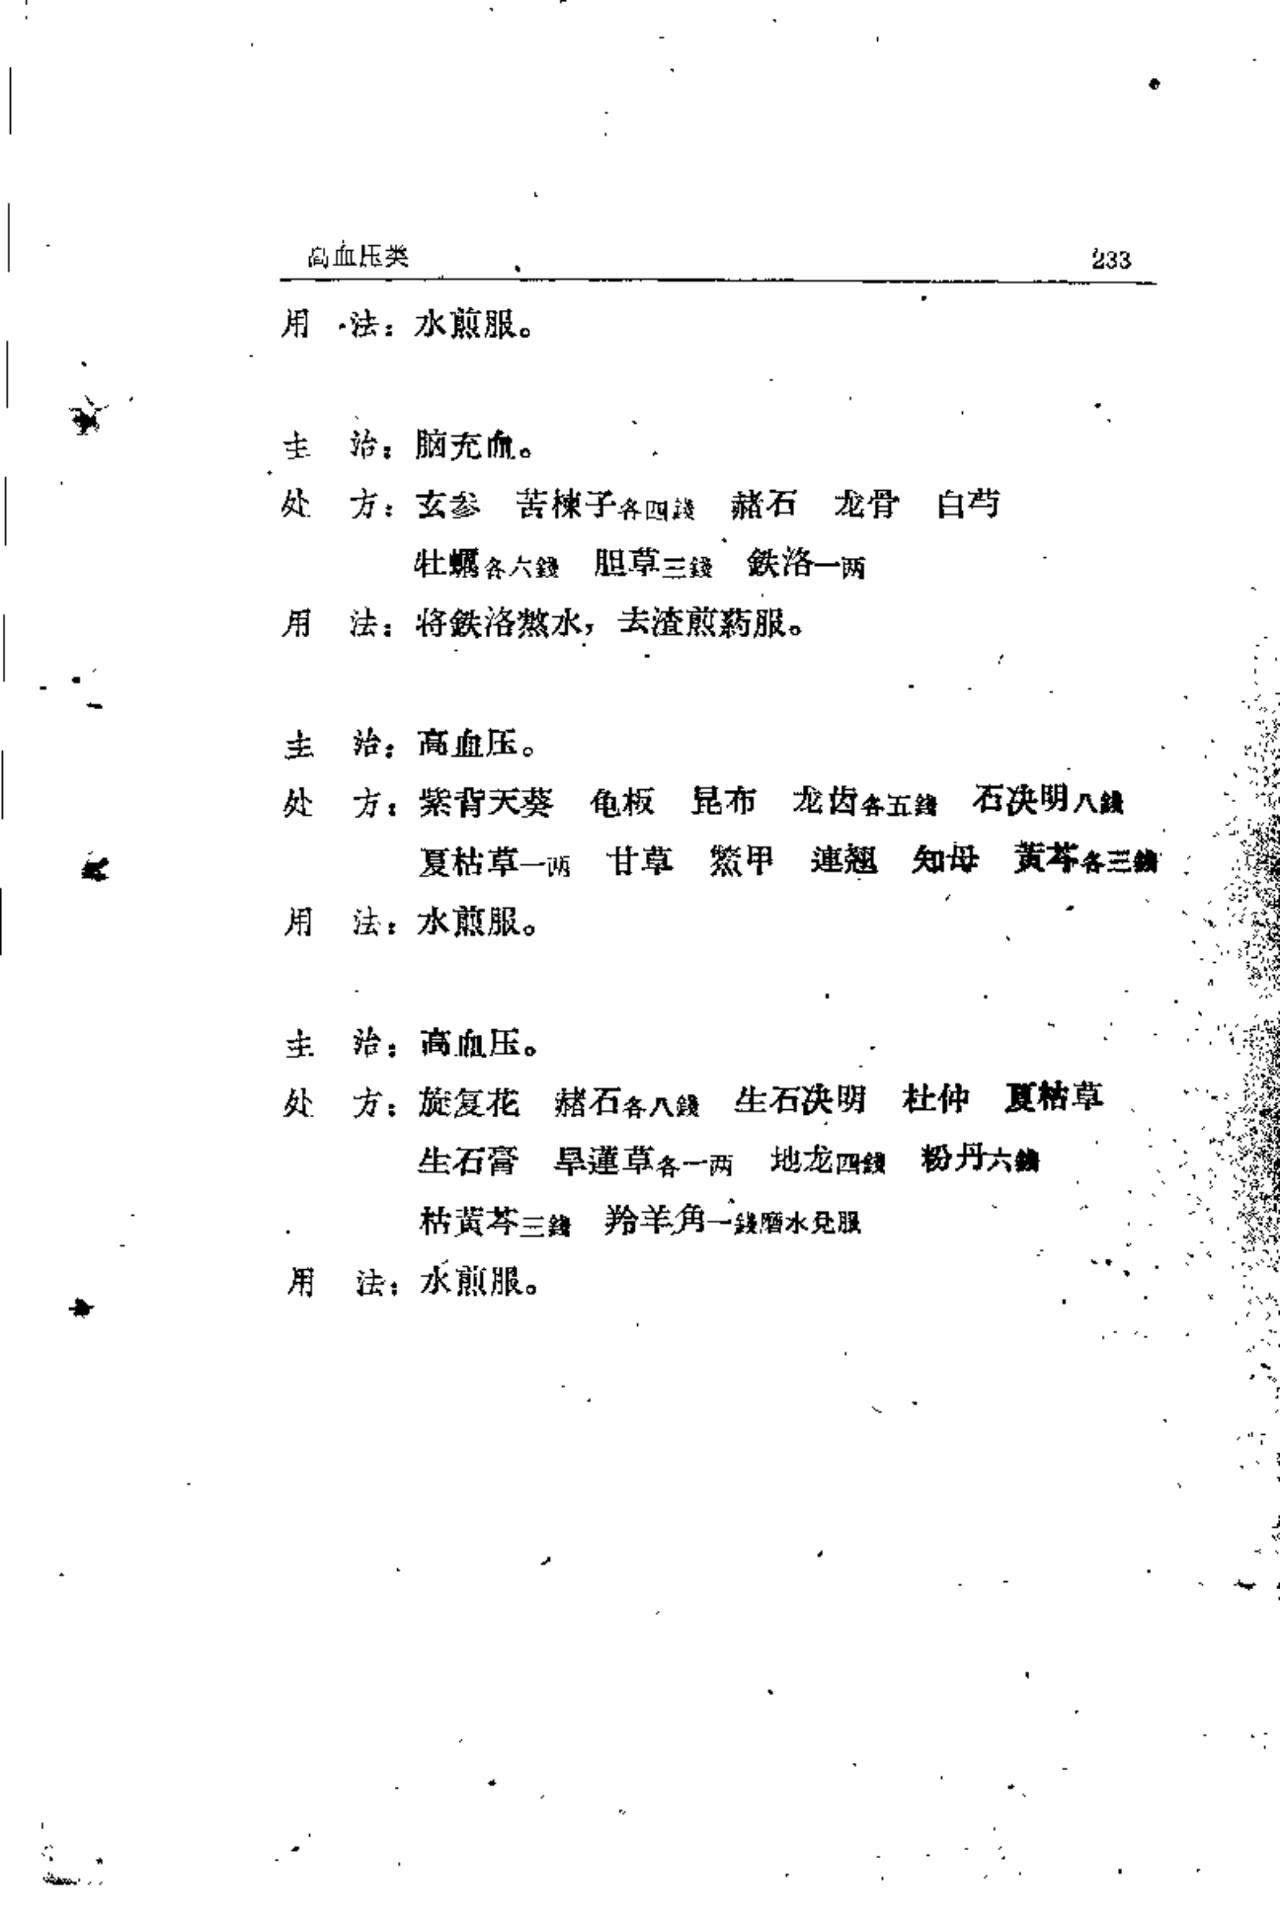 高血压类 233
用 法：水煎服。
主 治：脑充血。
处 方：玄参 苦楝子各四錢 赭石 龙骨 白芍
牡蠣各六錢 胆草三錢 鉄洛一两
用 法：将鉄洛熬水，去渣煎葯服。
主 治：高血压。
处 方：紫背天葵 龟板 昆布 龙齿各五錢 石决明八錢
夏枯草一两 甘草 鱉甲 連翘 知母 黃芩各三錢
用 法：水煎服。
主 治：高血压。
处 方：旋复花 赭石各八錢 生石决明 杜仲 夏枯草
生石膏 旱蓮草各一两 地龙四錢 粉丹六錢
枯黃芩三錢 羚羊角一錢磨水兑服
用 法：水煎服。